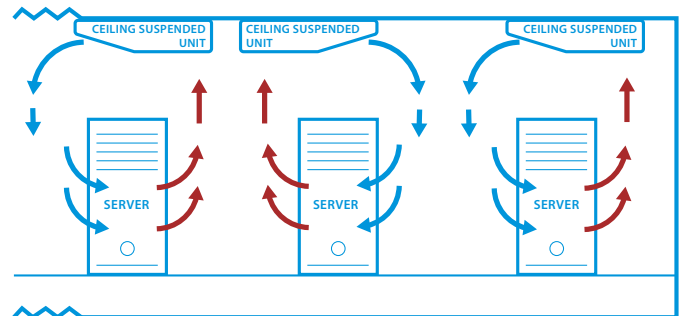 CEILING SUSPENDED
UNIT
CEILING SUSPENDED
UNIT
CEILING SUSPENDED
UNIT
SERVER
SERVER
SERVER